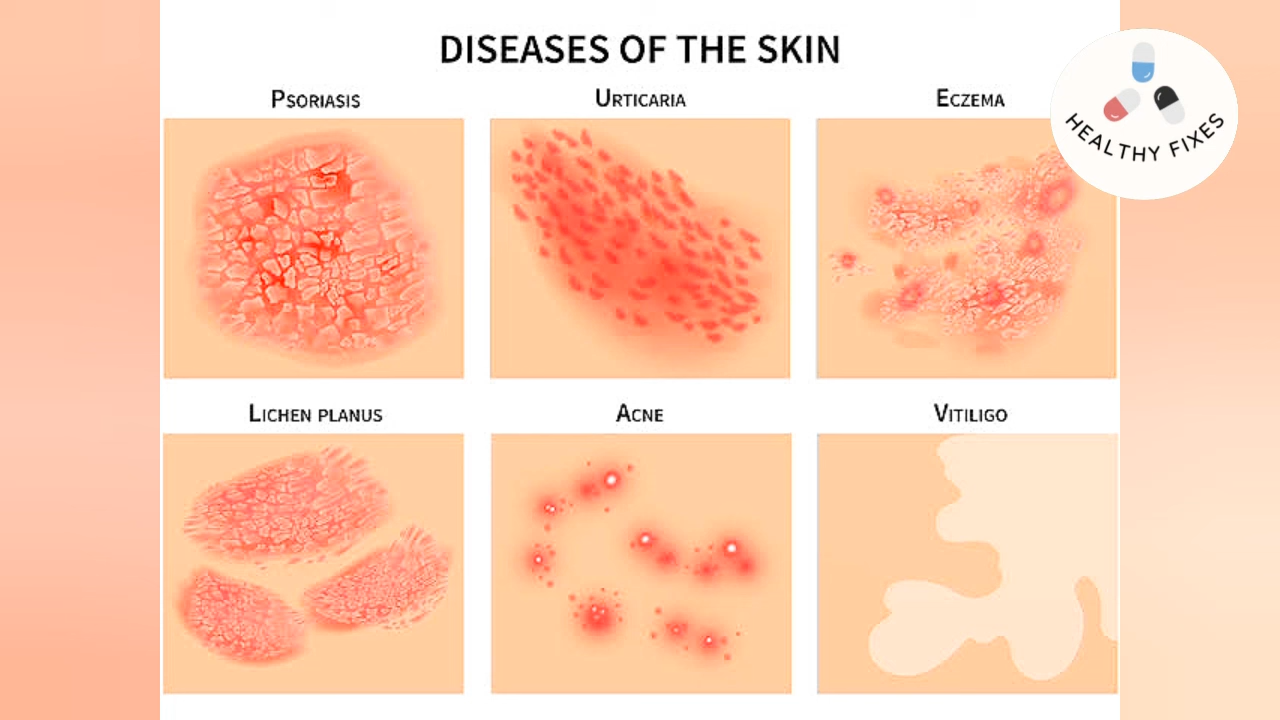 DISEASES OF THE SKIN
PSORIASIS
URTICARIA
ECZEMA
HEALTHY FIXES
LICHEN PLANUS
ACNE
VITILIGO